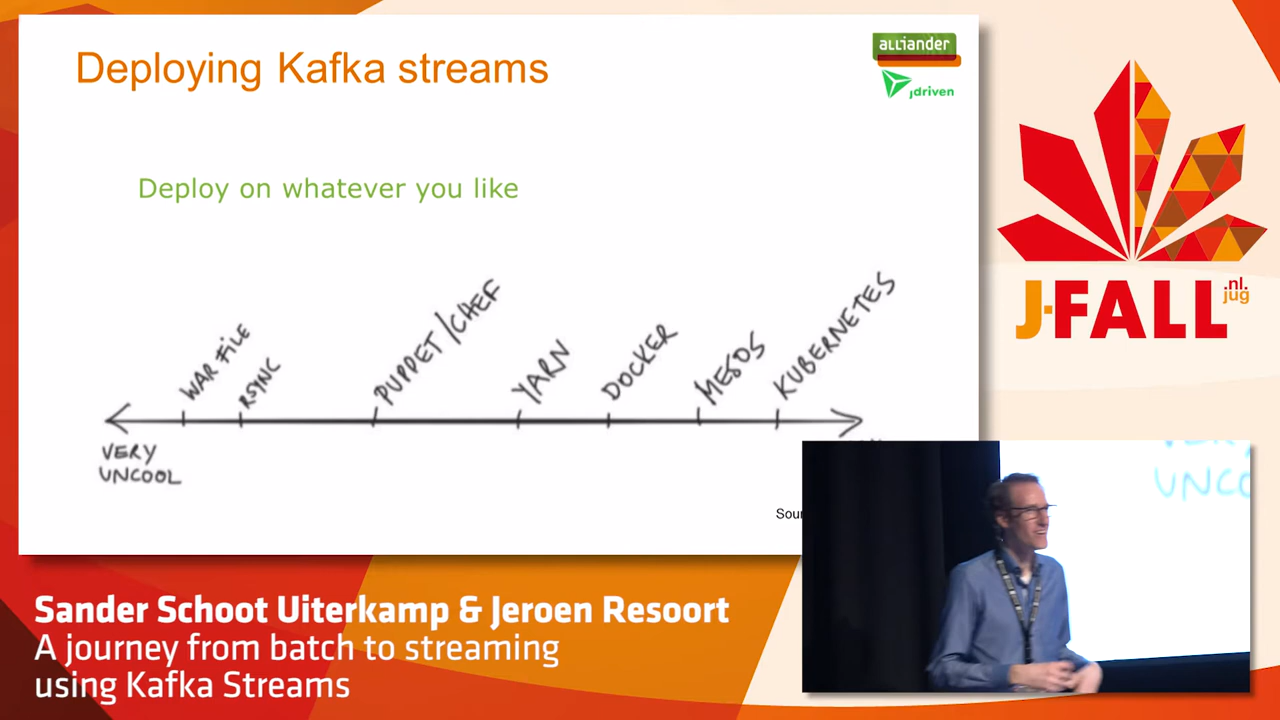 Deploying Kafka streams
alliander
jdriven
Deploy on whatever you like
WAR FILE
RSYNC
PUPPET/CHEF
YARN
DOCKER
MESOS
KUBERNETES
VERY
UNCOOL
J-FALL
.nl.
jug
UNCO
Sander Schoot Uiterkamp & Jeroen Resoort
A journey from batch to streaming
using Kafka Streams